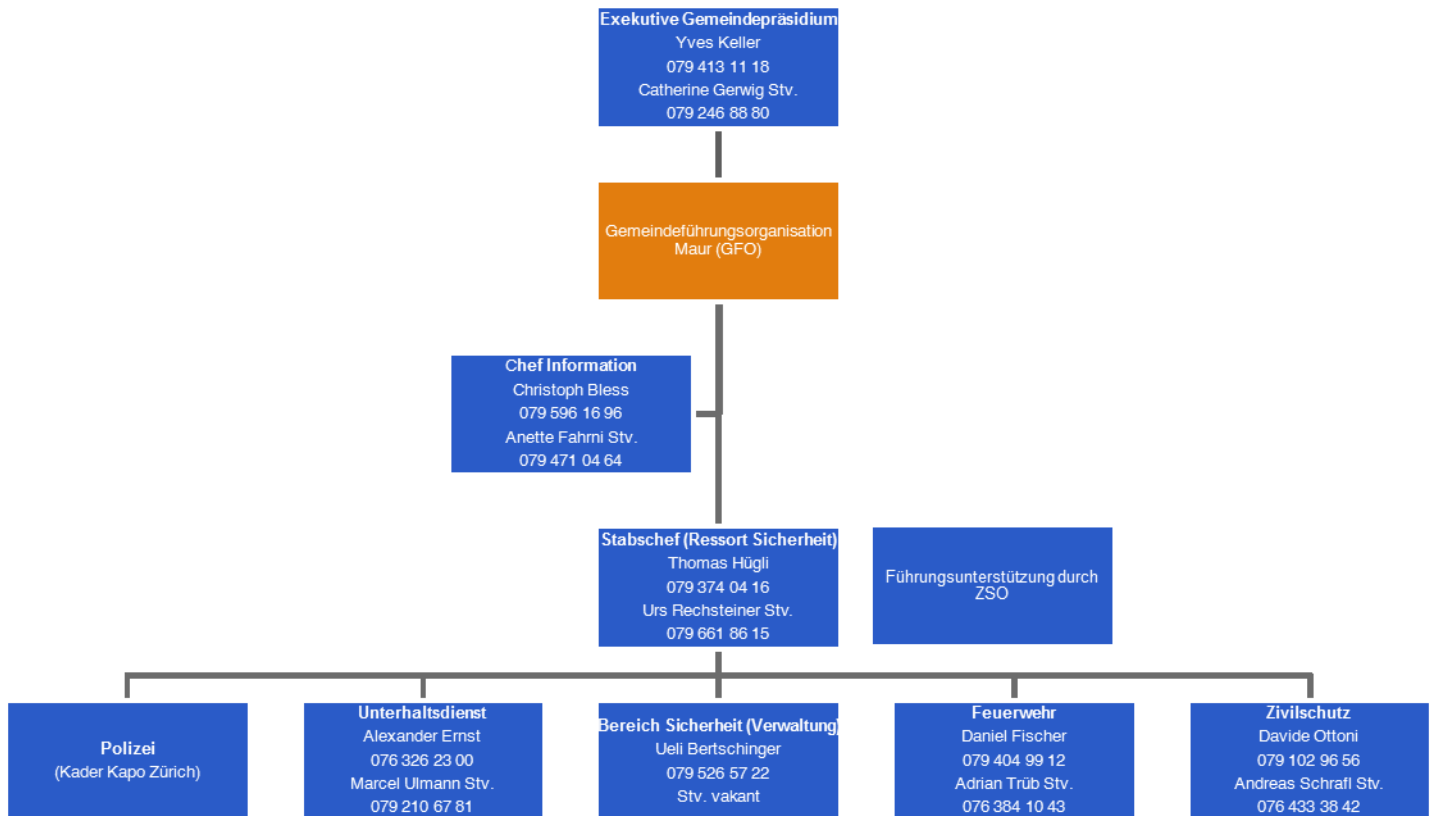 Exekutive Gemeindepräsidium
Yves Keller
079 413 11 18
Catherine Gerwig Stv.
079 246 88 80
Gemeindeführungsorganisation
Maur (GFO)
Chef Information
Christoph Bless
079 596 16 96
Anette Fahrni Stv.
079 471 04 64
Stabschef (Ressort Sicherheit)
Thomas Hügli
079 374 04 16
Urs Rechsteiner Stv.
079 661 86 15
Führungsunterstützung durch
ZSO
Polizei
(Kader Kapo Zürich)
Unterhaltsdienst
Alexander Ernst
076 326 23 00
Marcel Ulmann Stv.
079 210 67 81
Bereich Sicherheit (Verwaltung)
Ueli Bertschinger
079 526 57 22
Stv. vakant
Feuerwehr
Daniel Fischer
079 404 99 12
Adrian Trüb Stv.
076 384 10 43
Zivilschutz
Davide Ottoni
079 102 96 56
Andreas Schrafl Stv.
076 433 38 42